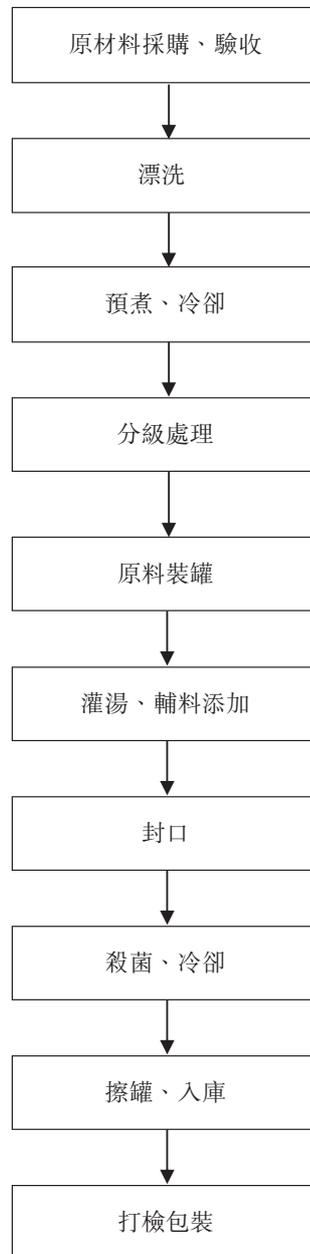 原材料採購、驗收
漂洗
預煮、冷卻
分級處理
原料裝罐
灌湯、輔料添加
封口
殺菌、冷卻
擦罐、入庫
打檢包裝